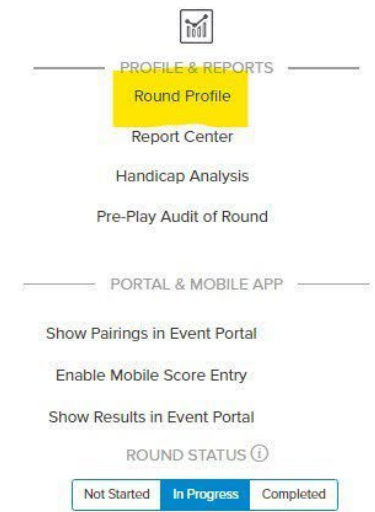 PROFILE & REPORTS
Round Profile
Report Center
Handicap Analysis
Pre-Play Audit of Round
PORTAL & MOBILE APP
Show Pairings in Event Portal
Enable Mobile Score Entry
Show Results in Event Portal
ROUND STATUS i
Not Started In Progress Completed